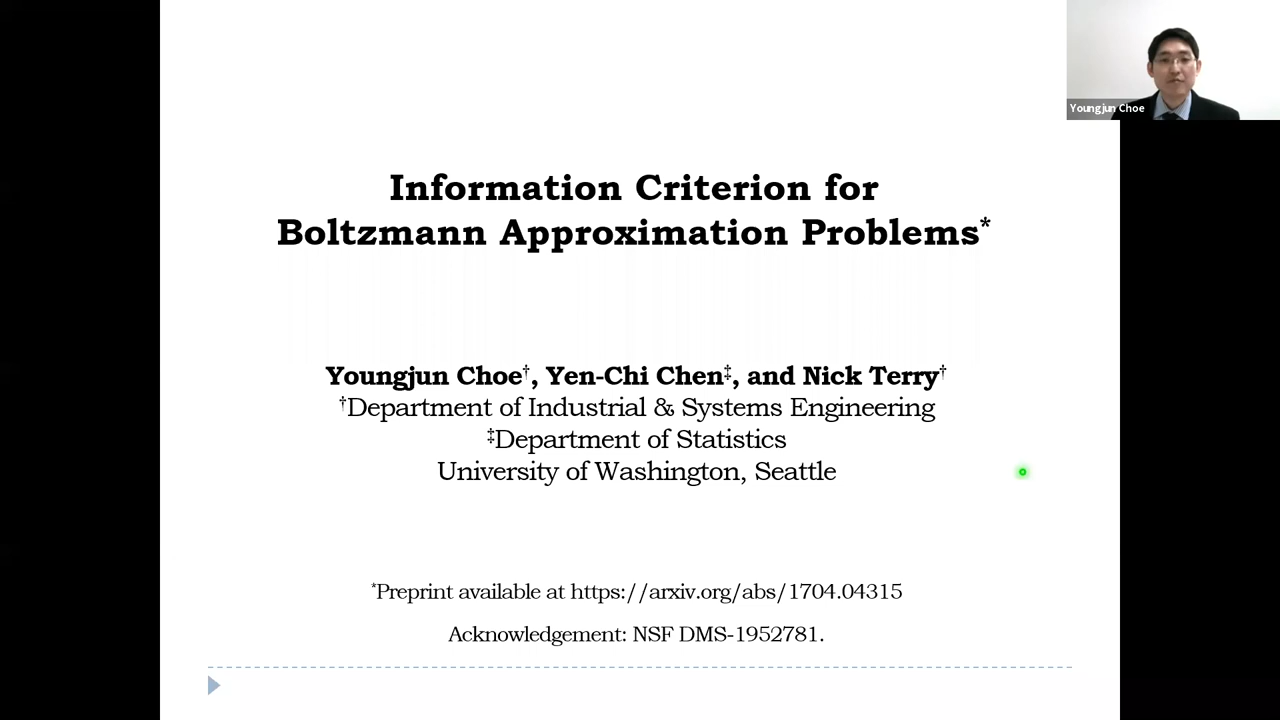 Youngjun Choe
Information Criterion for
Boltzmann Approximation Problems*
Youngjun Choe†, Yen-Chi Chen‡, and Nick Terry†
†Department of Industrial & Systems Engineering
‡Department of Statistics
University of Washington, Seattle
*Preprint available at https://arxiv.org/abs/1704.04315
Acknowledgement: NSF DMS-1952781.